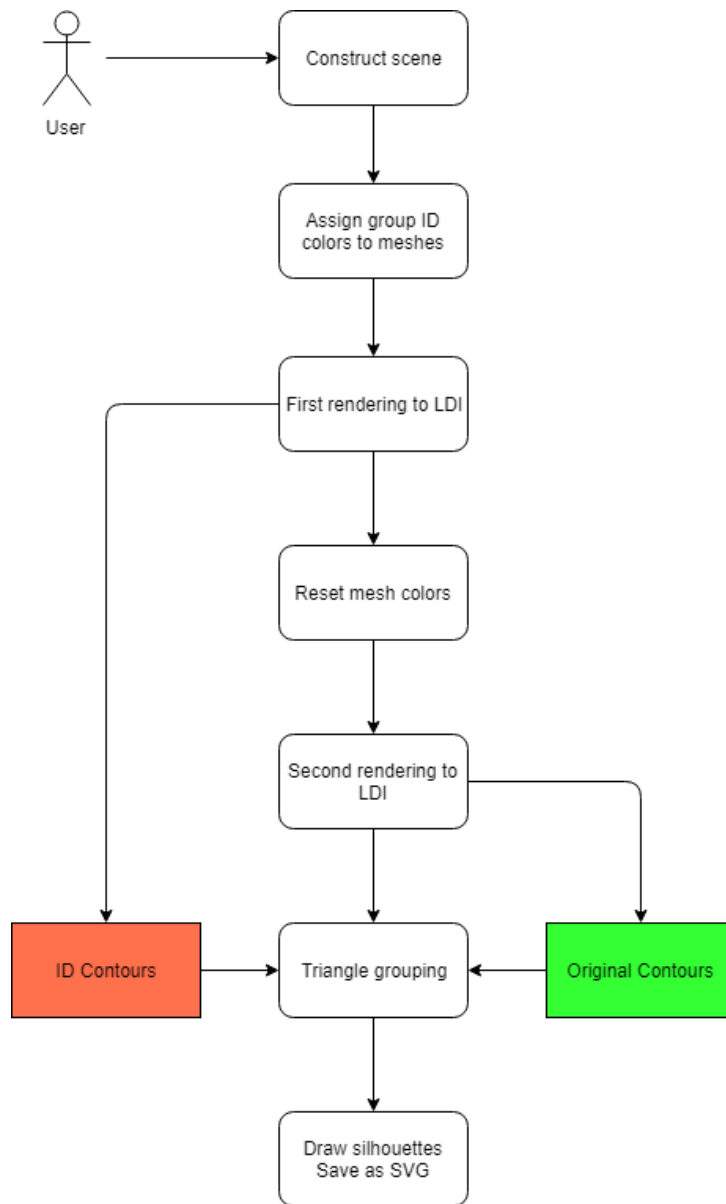 Construct scene
User
Assign group ID
colors to meshes
First rendering to LDI
Reset mesh colors
Second rendering to
LDI
ID Contours
Triangle grouping
Original Contours
Draw silhouettes
Save as SVG